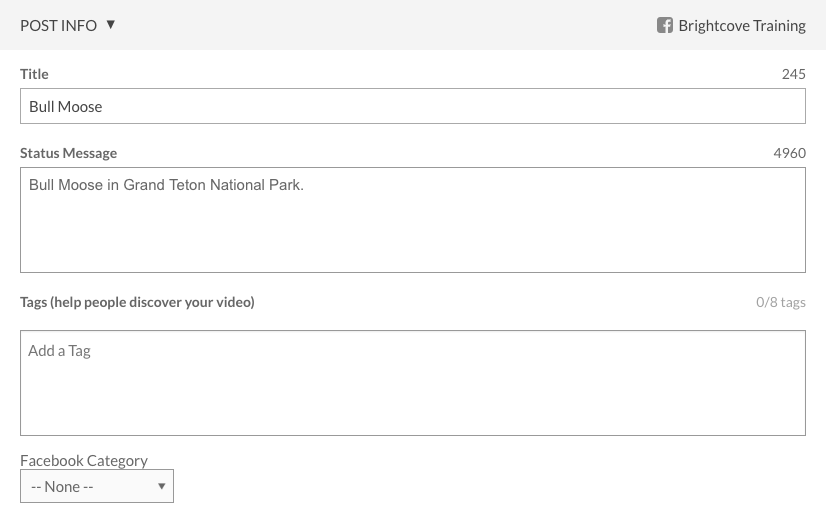 POST INFO ▼
Brightcove Training
Title
245
Bull Moose
Status Message
4960
Bull Moose in Grand Teton National Park.
Tags (help people discover your video)
0/8 tags
Add a Tag
Facebook Category
-- None --